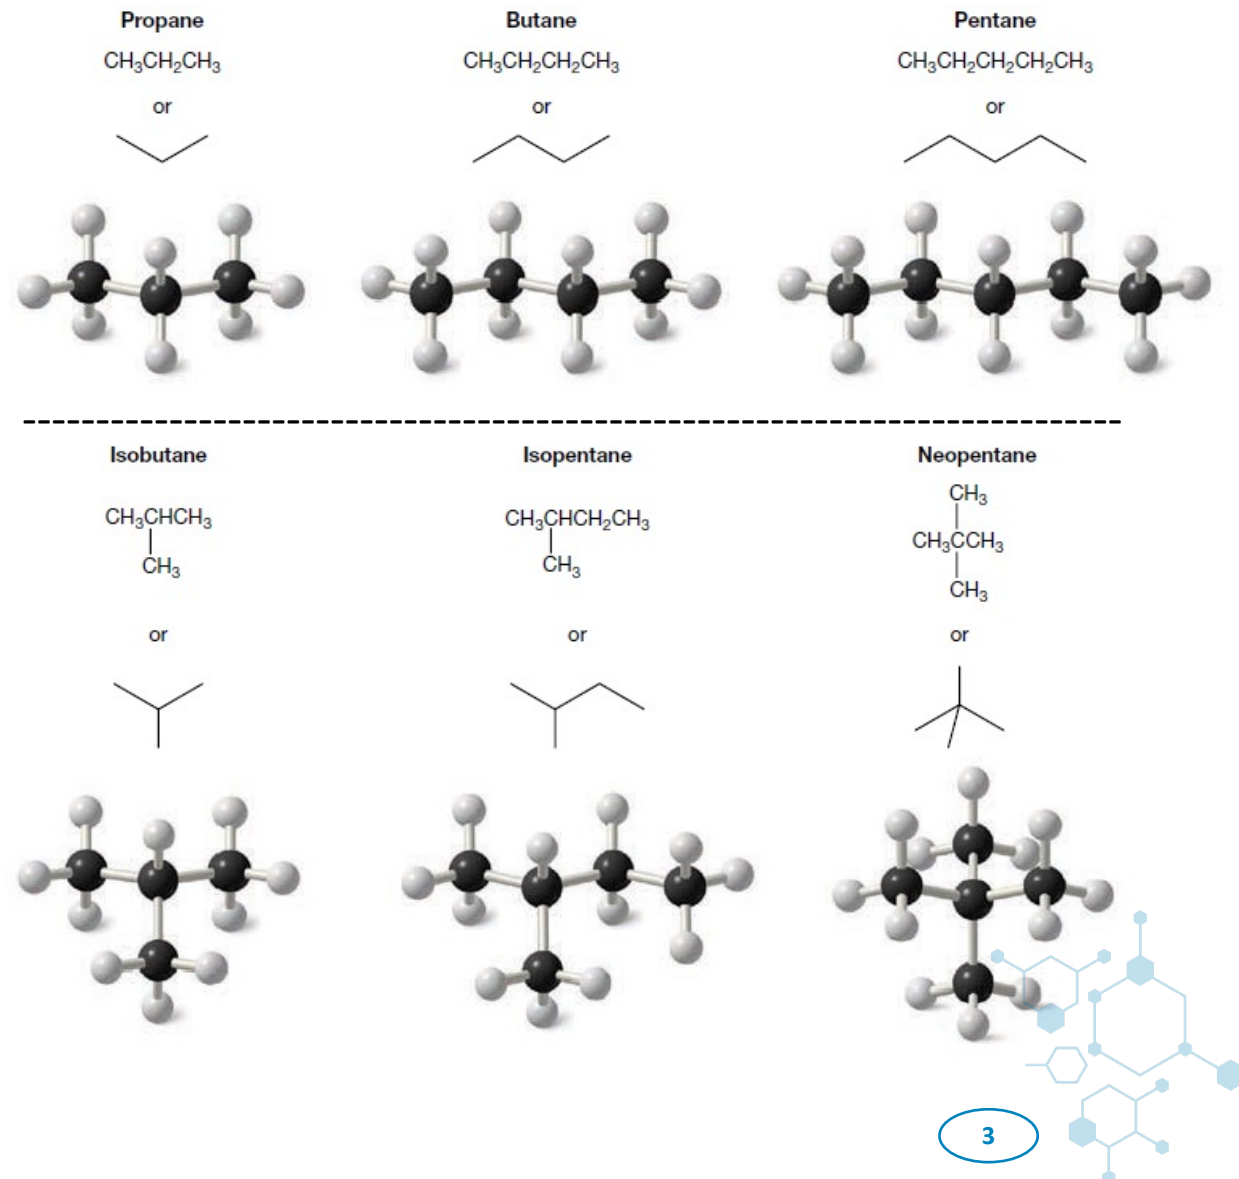 Propane Butane Pentane
CH₃CH₂CH₃ CH₃CH₂CH₂CH₃ CH₃CH₂CH₂CH₂CH₃
or or or
Isobutane Isopentane Neopentane
CH₃
CH₃CHCH₃ CH₃CHCH₂CH₃ CH₃CCH₃
CH₃ CH₃ CH₃
or or or
3